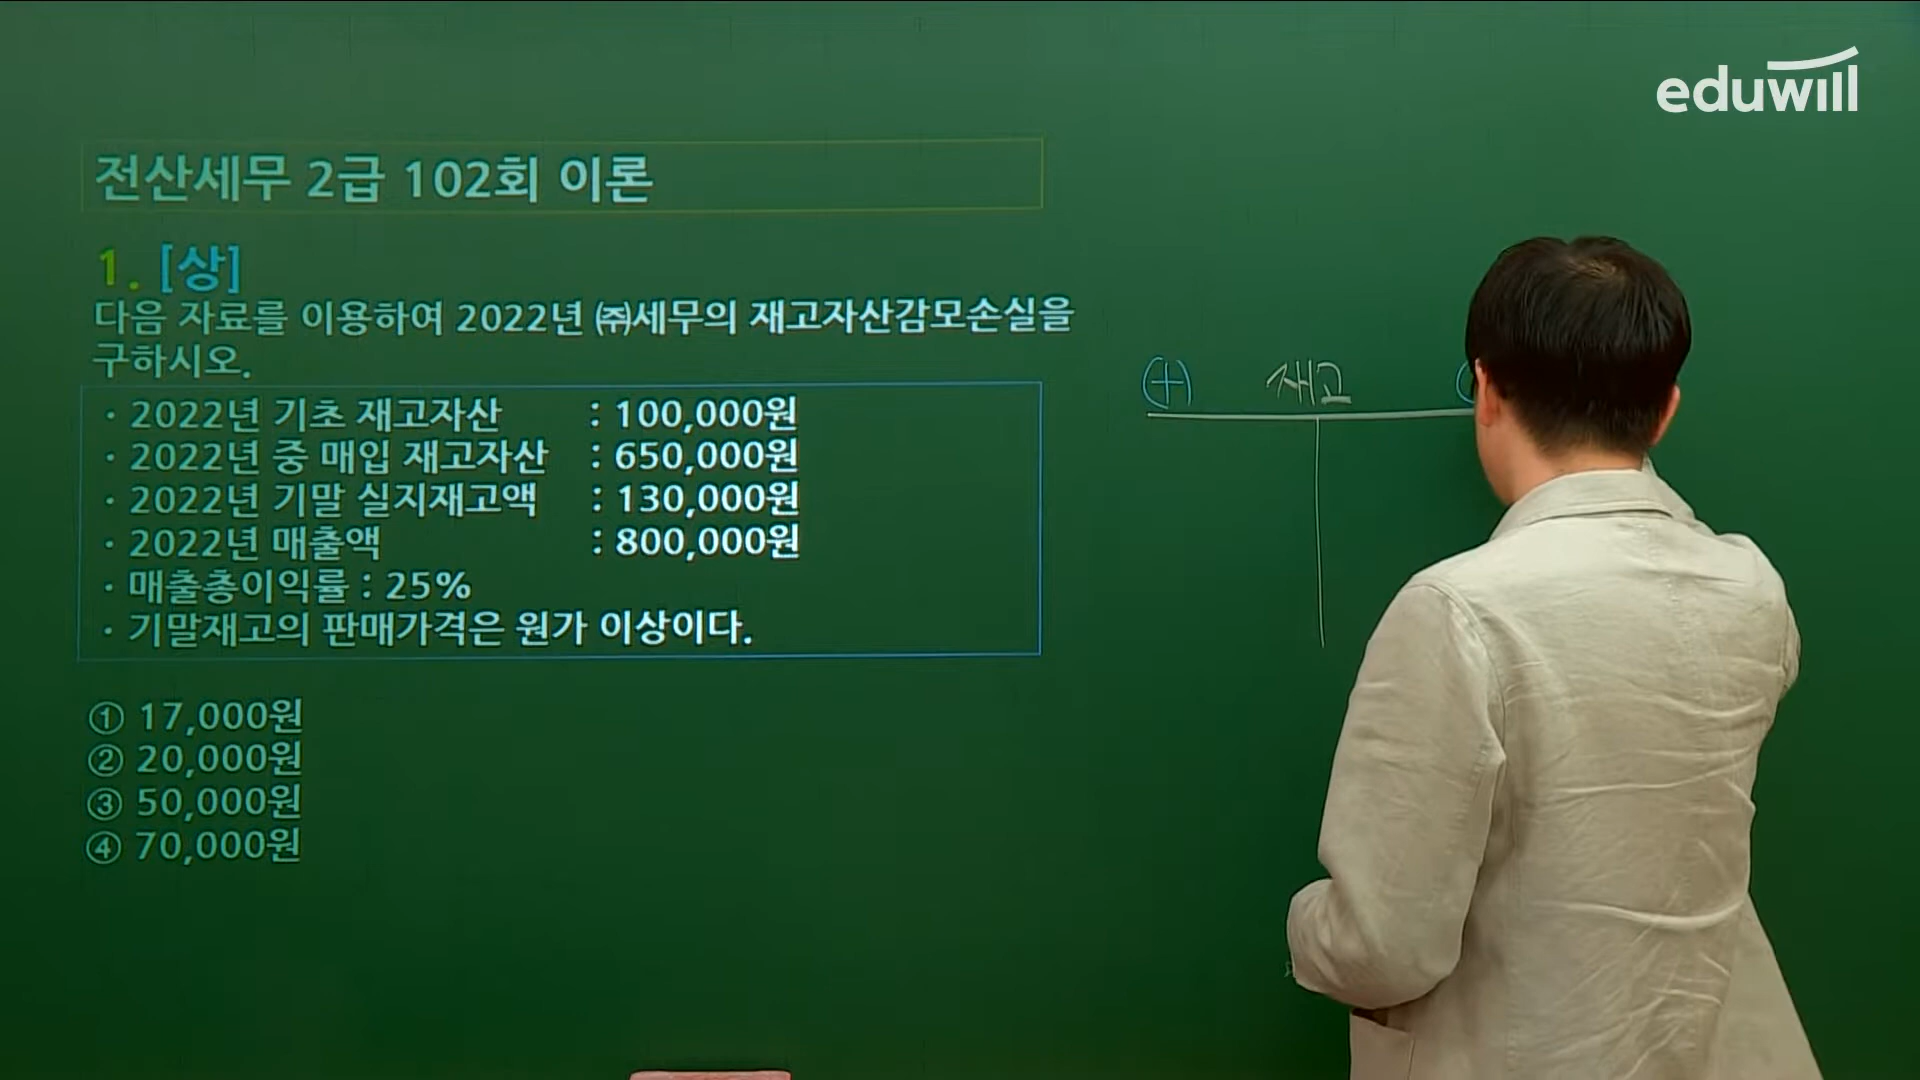 eduwill
전산세무 2급 102회 이론
1. [상]
다음 자료를 이용하여 2022년 ㈜세무의 재고자산감모손실을
구하시오.
· 2022년 기초 재고자산 : 100,000원
· 2022년 중 매입 재고자산 : 650,000원
· 2022년 기말 실지재고액 : 130,000원
· 2022년 매출액 : 800,000원
· 매출총이익률 : 25%
· 기말재고의 판매가격은 원가 이상이다.
① 17,000원
② 20,000원
③ 50,000원
④ 70,000원
(+) 재고